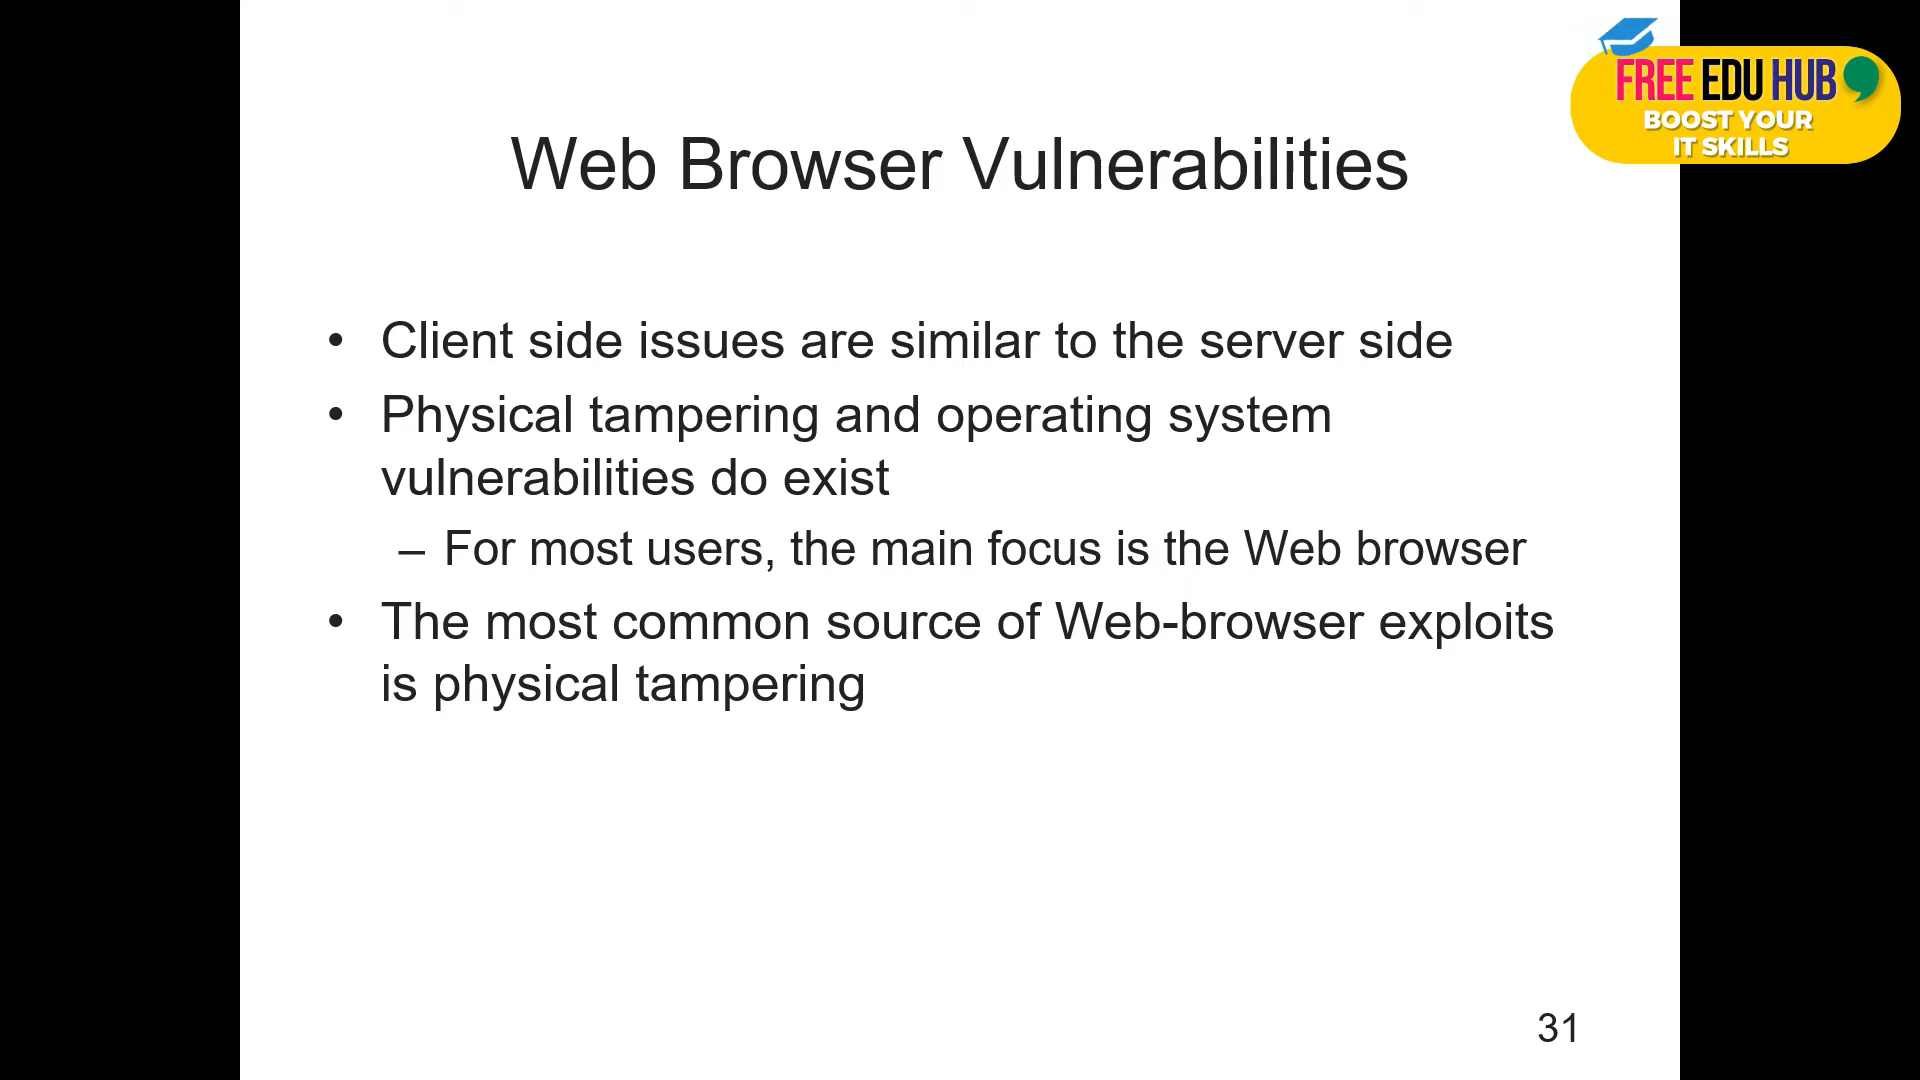 FREE EDU HUB
BOOST YOUR
IT SKILLS
Web Browser Vulnerabilities
• Client side issues are similar to the server side
• Physical tampering and operating system
vulnerabilities do exist
– For most users, the main focus is the Web browser
• The most common source of Web-browser exploits
is physical tampering
31